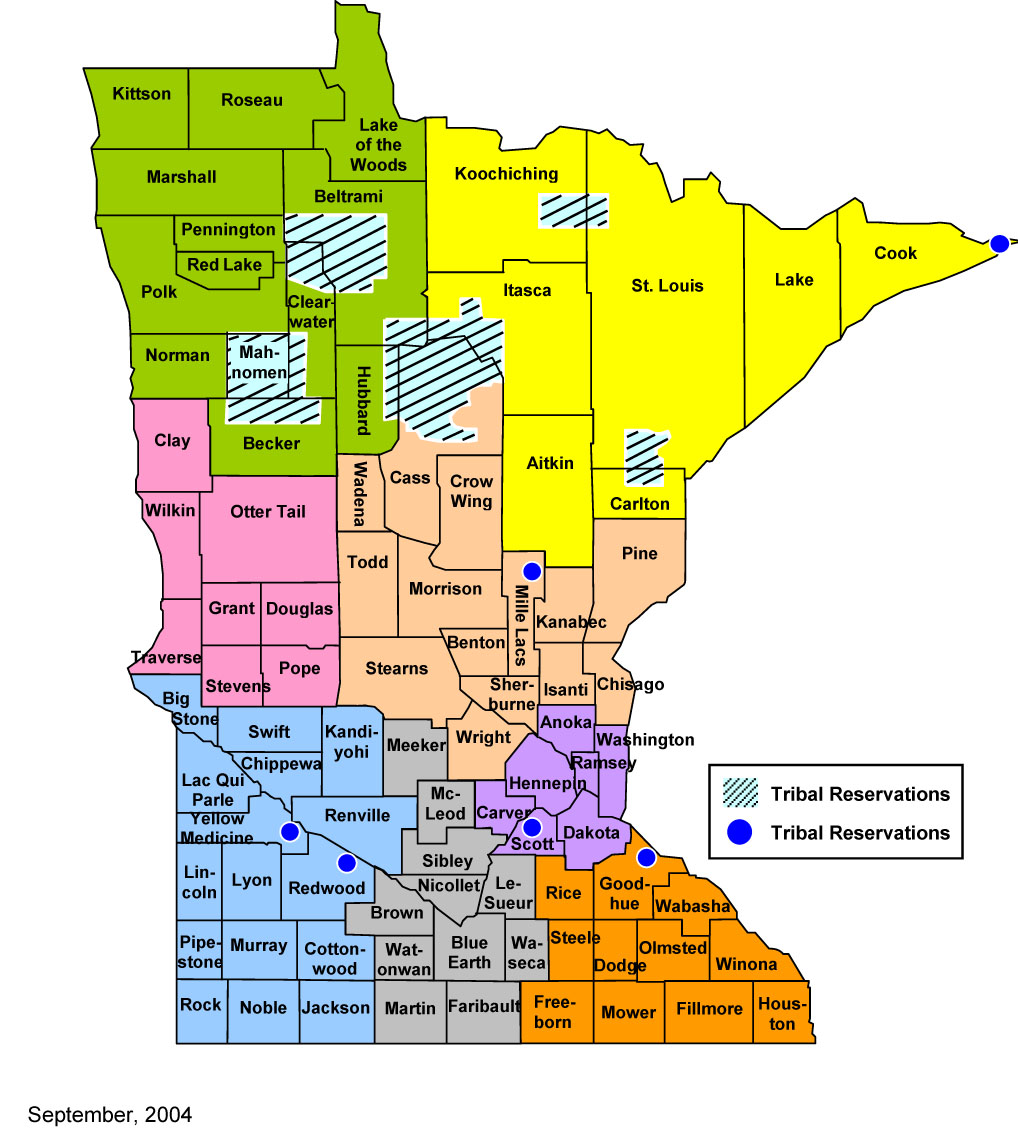 Kittson
Roseau
Lake
of the
Woods
Koochiching
Marshall
Beltrami
Pennington
Red Lake
Cook
Polk
Clear-
water
Itasca
St. Louis
Lake
Norman
Mah-
nomen
Hubbard
Clay
Becker
Wadena
Cass
Crow
Wing
Aitkin
Carlton
Wilkin
Otter Tail
Todd
Pine
Morrison
Mille Lacs
Grant
Douglas
Kanabec
Benton
Traverse
Stevens
Pope
Stearns
Sher-
burne
Isanti
Chisago
Big
Stone
Swift
Kandi-
yohi
Meeker
Wright
Anoka
Washington
Chippewa
Ramsey
Hennepin
Lac Qui
Parle
Mc-
Leod
Carver
Tribal Reservations
Yellow
Medicine
Renville
Scott
Dakota
Tribal Reservations
Sibley
Lin-
coln
Lyon
Redwood
Nicollet
Le-
Sueur
Rice
Good-
hue
Wabasha
Brown
Pipe-
stone
Murray
Cotton-
wood
Wat-
onwan
Blue
Earth
Wa-
seca
Steele
Dodge
Olmsted
Winona
Rock
Noble
Jackson
Martin
Faribault
Free-
born
Mower
Fillmore
Hous-
ton
September, 2004